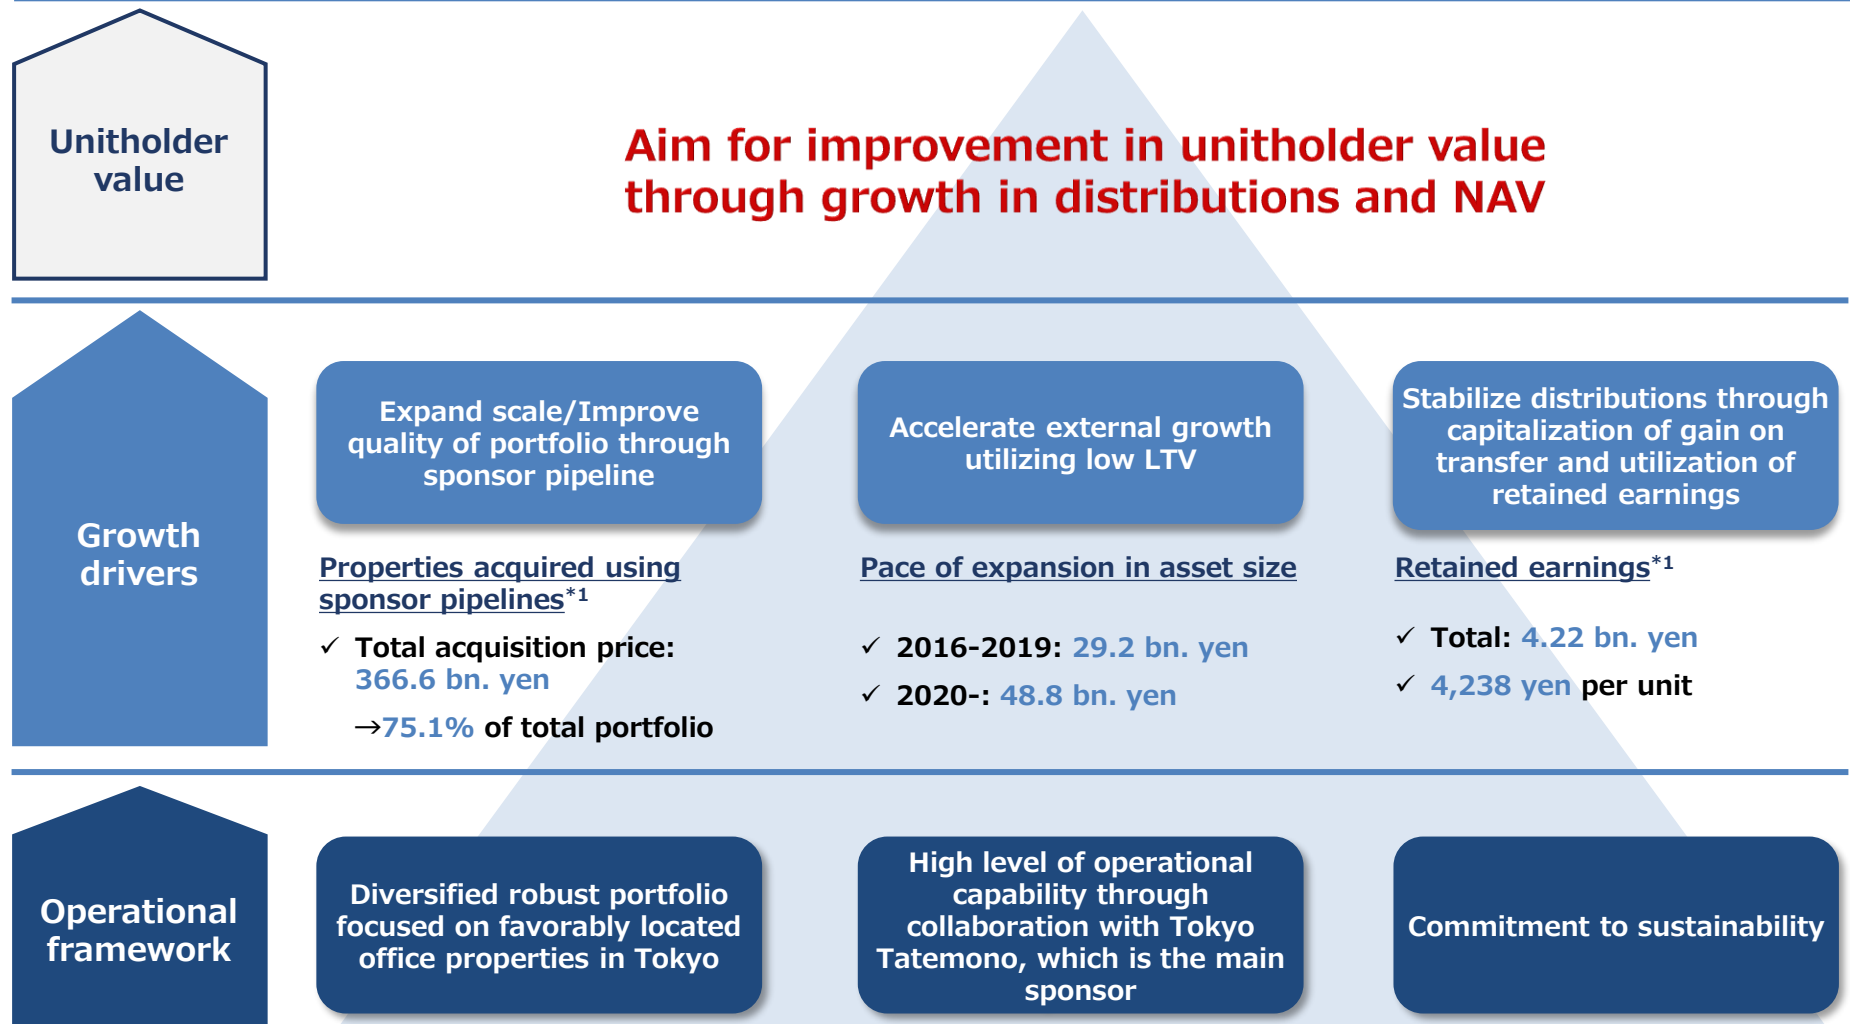 Unitholder
value
Aim for improvement in unitholder value
through growth in distributions and NAV
Growth
drivers
Expand scale/Improve
quality of portfolio through
sponsor pipeline
Properties acquired using
sponsor pipelines*1
✓ Total acquisition price:
366.6 bn. yen
→75.1% of total portfolio
Accelerate external growth
utilizing low LTV
Pace of expansion in asset size
✓ 2016-2019: 29.2 bn. yen
✓ 2020-: 48.8 bn. yen
Stabilize distributions through
capitalization of gain on
transfer and utilization of
retained earnings
Retained earnings*1
✓ Total: 4.22 bn. yen
✓ 4,238 yen per unit
Operational
framework
Diversified robust portfolio
focused on favorably located
office properties in Tokyo
High level of operational
capability through
collaboration with Tokyo
Tatemono, which is the main
sponsor
Commitment to sustainability